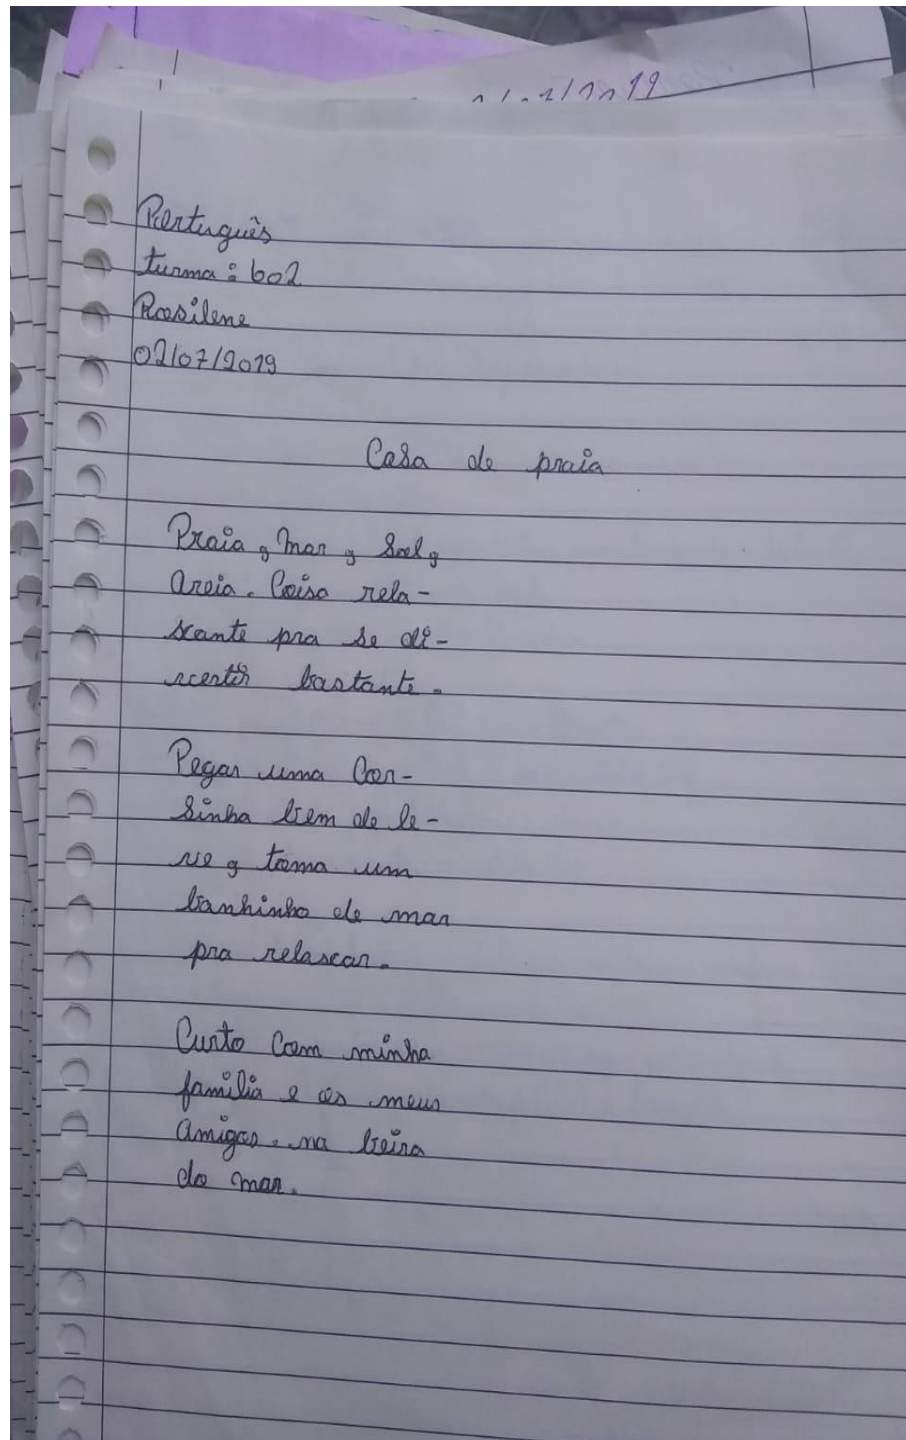 Português
turma: 602
Rosilene
02/07/2019
Casa de praia
Praia, mar, Sol,
areia. Coisa rela-
xante pra se di-
vertir bastante.
Pegar uma Cor-
Sinha bem de le-
ve, toma um
banhinho de mar
pra relaxar.
Curto Com minha
familia e os meus
amigos. na beira
do mar.